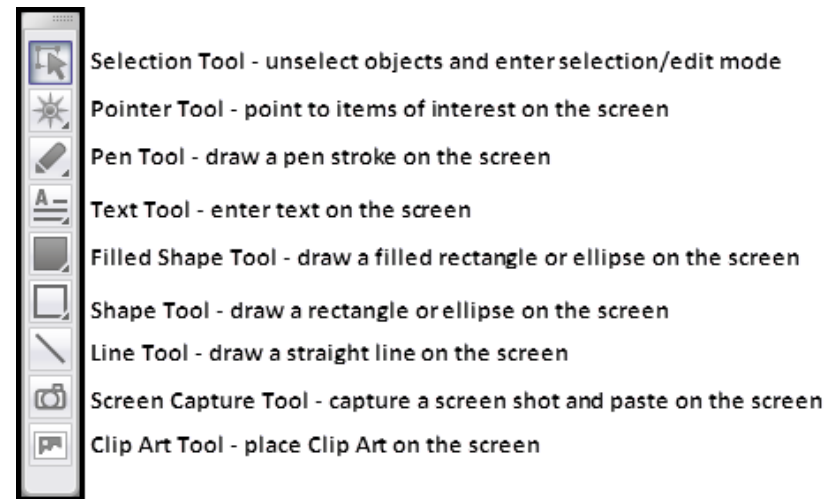 Selection Tool - unselect objects and enter selection/edit mode
Pointer Tool - point to items of interest on the screen
Pen Tool - draw a pen stroke on the screen
A
Text Tool - enter text on the screen
Filled Shape Tool - draw a filled rectangle or ellipse on the screen
Shape Tool - draw a rectangle or ellipse on the screen
Line Tool - draw a straight line on the screen
Screen Capture Tool - capture a screen shot and paste on the screen
Clip Art Tool - place Clip Art on the screen